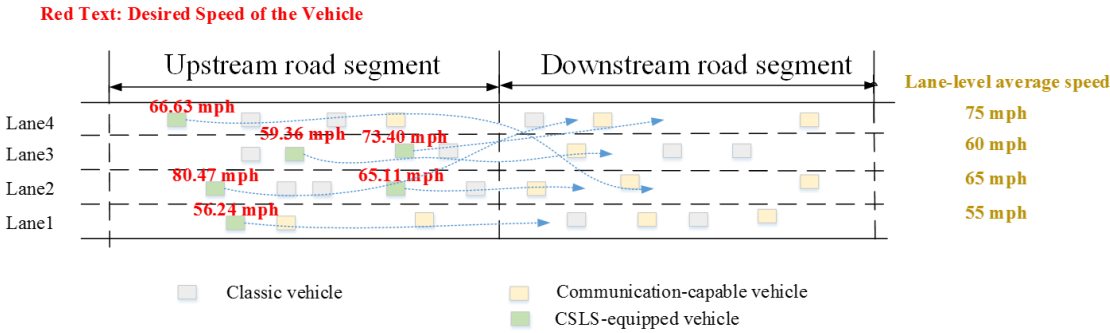 Red Text: Desired Speed of the Vehicle
Upstream road segment
Downstream road segment
Lane-level average speed
66.63 mph
Lane4
75 mph
59.36 mph
73.40 mph
Lane3
60 mph
80.47 mph
65.11 mph
Lane2
65 mph
56.24 mph
Lane1
55 mph
Classic vehicle
Communication-capable vehicle
CSLS-equipped vehicle